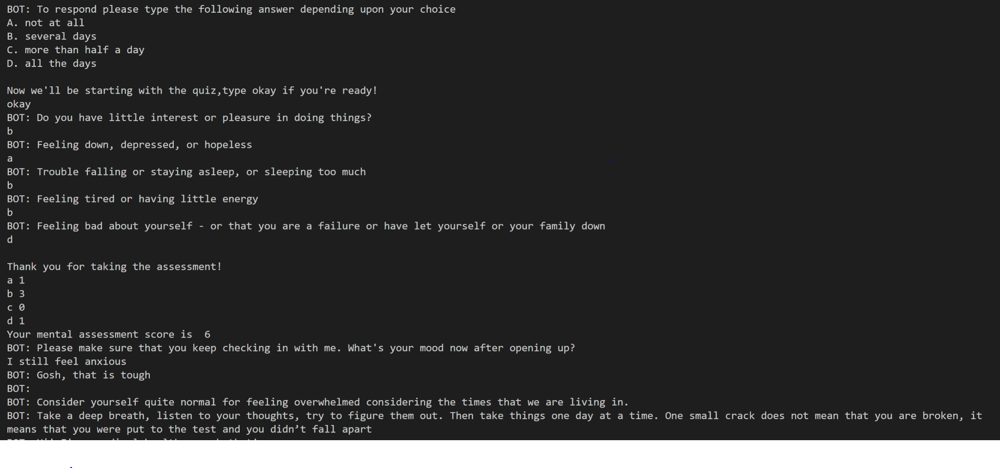 BOT: To respond please type the following answer depending upon your choice
A. not at all
B. several days
C. more than half a day
D. all the days
Now we'll be starting with the quiz,type okay if you're ready!
okay
BOT: Do you have little interest or pleasure in doing things?
b
BOT: Feeling down, depressed, or hopeless
a
BOT: Trouble falling or staying asleep, or sleeping too much
b
BOT: Feeling tired or having little energy
b
BOT: Feeling bad about yourself - or that you are a failure or have let yourself or your family down
d
Thank you for taking the assessment!
a 1
b 3
c 0
d 1
Your mental assessment score is  6
BOT: Please make sure that you keep checking in with me. What's your mood now after opening up?
I still feel anxious
BOT: Gosh, that is tough
BOT:
BOT: Consider yourself quite normal for feeling overwhelmed considering the times that we are living in.
BOT: Take a deep breath, listen to your thoughts, try to figure them out. Then take things one day at a time. One small crack does not mean that you are broken, it
means that you were put to the test and you didn’t fall apart